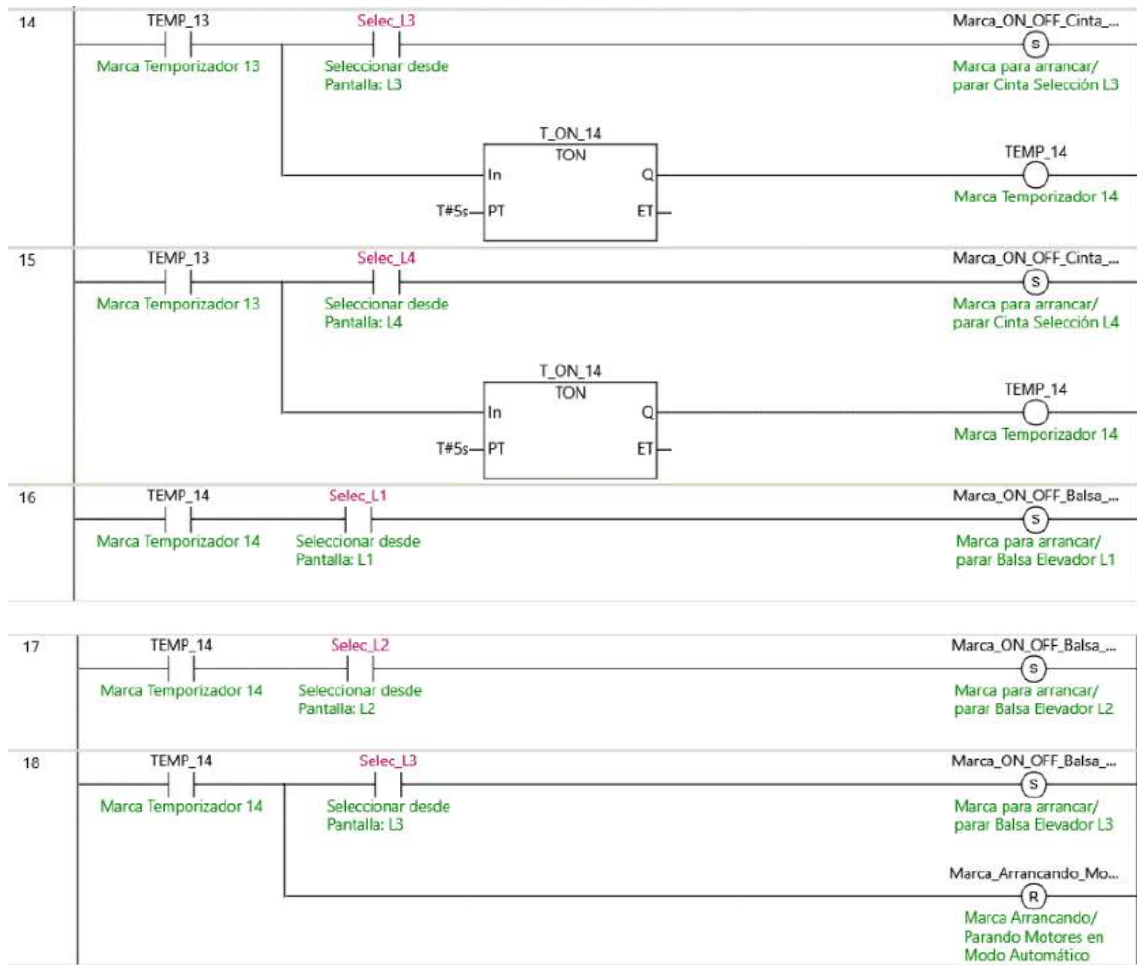 14
TEMP_13
Selec_L3
Marca_ON_OFF_Cinta_...
S
Marca Temporizador 13
Seleccionar desde
Pantalla: L3
Marca para arrancar/
parar Cinta Selección L3
T_ON_14
TON
TEMP_14
In
Q
Marca Temporizador 14
T#5s
PT
ET
15
TEMP_13
Selec_L4
Marca_ON_OFF_Cinta_...
S
Marca Temporizador 13
Seleccionar desde
Pantalla: L4
Marca para arrancar/
parar Cinta Selección L4
T_ON_14
TON
TEMP_14
In
Q
Marca Temporizador 14
T#5s
PT
ET
16
TEMP_14
Selec_L1
Marca_ON_OFF_Balsa_...
S
Marca Temporizador 14
Seleccionar desde
Pantalla: L1
Marca para arrancar/
parar Balsa Elevador L1
17
TEMP_14
Selec_L2
Marca_ON_OFF_Balsa_...
S
Marca Temporizador 14
Seleccionar desde
Pantalla: L2
Marca para arrancar/
parar Balsa Elevador L2
18
TEMP_14
Selec_L3
Marca_ON_OFF_Balsa_...
S
Marca Temporizador 14
Seleccionar desde
Pantalla: L3
Marca para arrancar/
parar Balsa Elevador L3
Marca_Arrancando_Mo...
R
Marca Arrancando/
Parando Motores en
Modo Automático